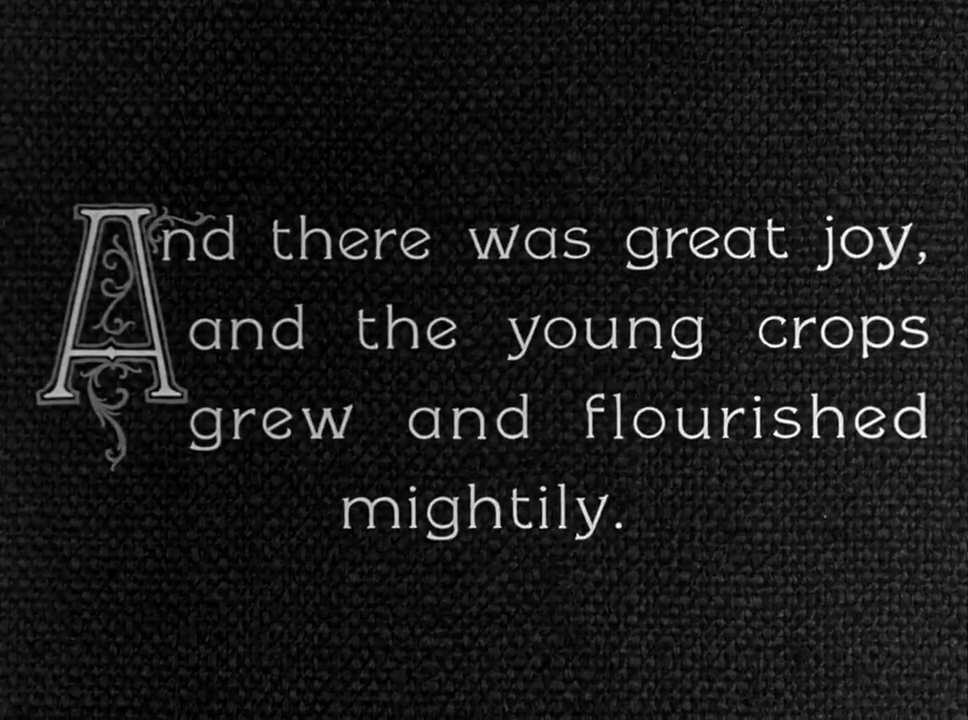 And there was great joy,
and the young crops
grew and flourished
mightily.